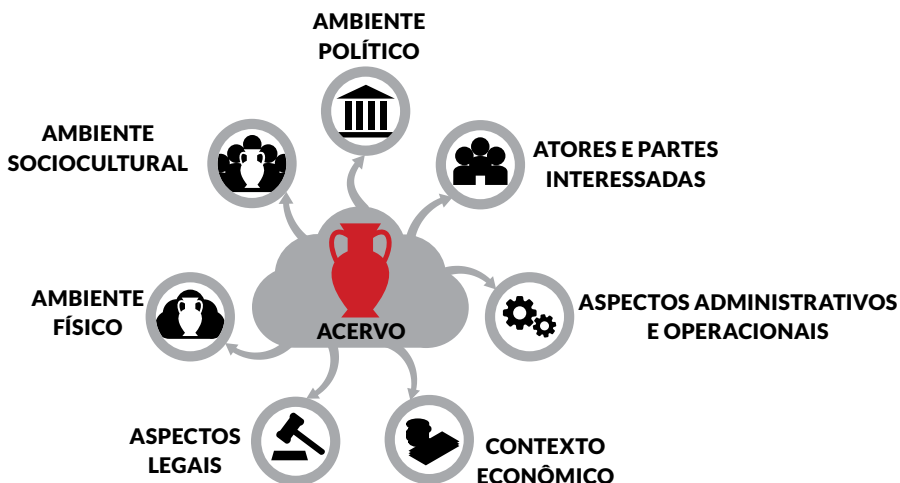 AMBIENTE
POLÍTICO
AMBIENTE
SOCIOCULTURAL
ATORES E PARTES
INTERESSADAS
AMBIENTE
FÍSICO
ACERVO
ASPECTOS ADMINISTRATIVOS
E OPERACIONAIS
ASPECTOS
LEGAIS
CONTEXTO
ECONÔMICO